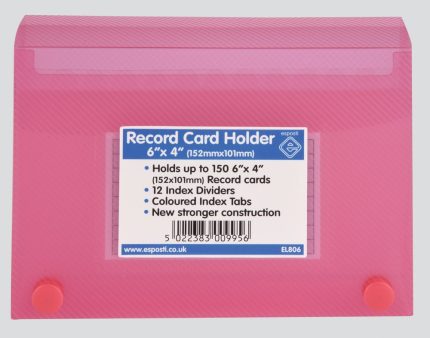 Record Card Holder
6"x 4" (152mmx101mm)
esposti
e
• Holds up to 150 6"x 4"
(152x101mm) Record cards
• 12 Index Dividers
• Coloured Index Tabs
• New stronger construction
5 022383 009956
www.esposti.co.uk
EL806